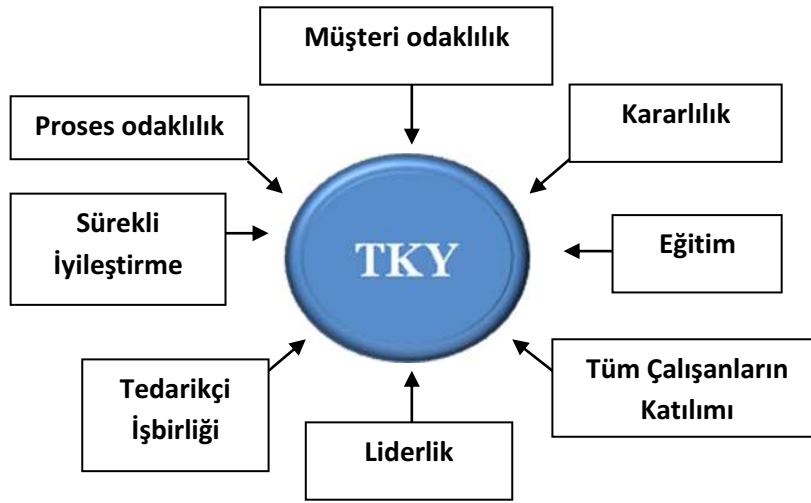 Müşteri odaklılık
Proses odaklılık
Kararlılık
Sürekli
İyileştirme
TKY
Eğitim
Tedarikçi
İşbirliği
Liderlik
Tüm Çalışanların
Katılımı